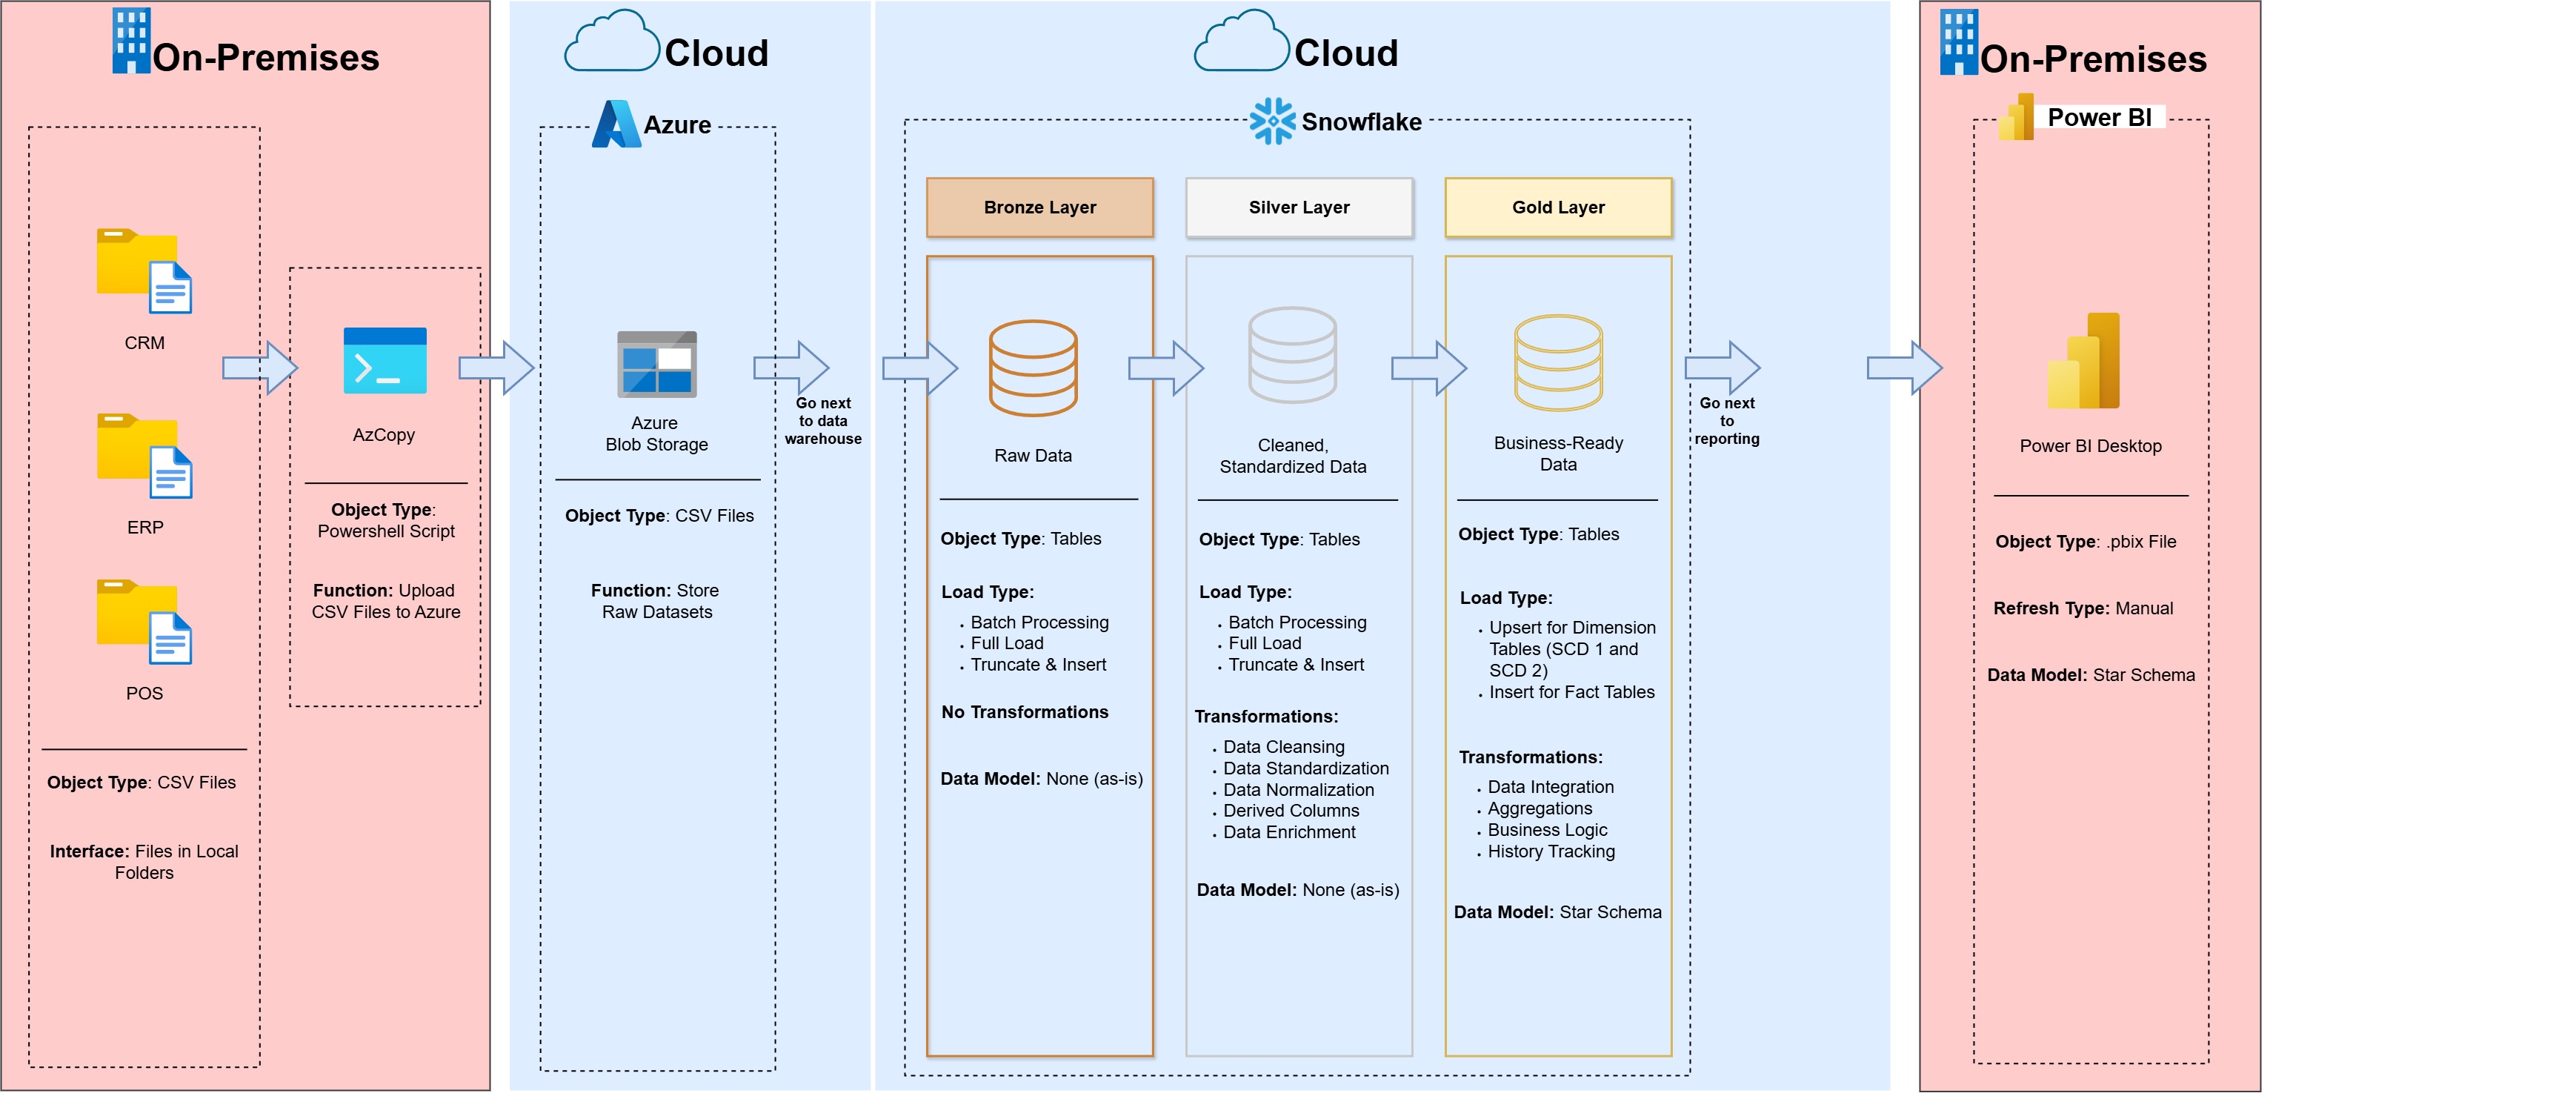 On-Premises
CRM
ERP
POS
Object Type: CSV Files
Interface: Files in Local
Folders
AzCopy
Object Type:
Powershell Script
Function: Upload
CSV Files to Azure
Cloud
Azure
Azure
Blob Storage
Object Type: CSV Files
Function: Store
Raw Datasets
Go next
to data
warehouse
Cloud
Snowflake
Bronze Layer
Raw Data
Object Type: Tables
Load Type:
• Batch Processing
• Full Load
• Truncate & Insert
No Transformations
Data Model: None (as-is)
Silver Layer
Cleaned,
Standardized Data
Object Type: Tables
Load Type:
• Batch Processing
• Full Load
• Truncate & Insert
Transformations:
• Data Cleansing
• Data Standardization
• Data Normalization
• Derived Columns
• Data Enrichment
Data Model: None (as-is)
Gold Layer
Business-Ready
Data
Object Type: Tables
Load Type:
• Upsert for Dimension
Tables (SCD 1 and
SCD 2)
• Insert for Fact Tables
Transformations:
• Data Integration
• Aggregations
• Business Logic
• History Tracking
Data Model: Star Schema
Go next
to
reporting
On-Premises
Power BI
Power BI Desktop
Object Type: .pbix File
Refresh Type: Manual
Data Model: Star Schema